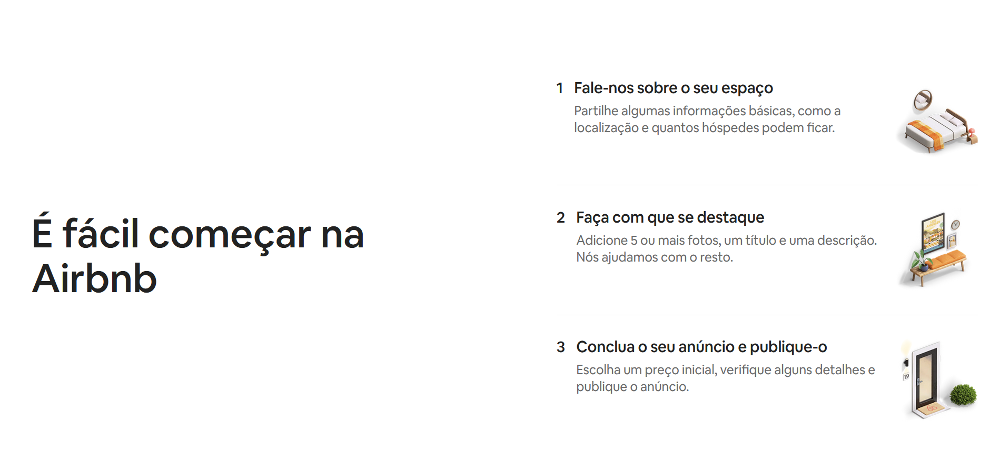 É fácil começar na
Airbnb
1 Fale-nos sobre o seu espaço
Partilhe algumas informações básicas, como a
localização e quantos hóspedes podem ficar.
2 Faça com que se destaque
Adicione 5 ou mais fotos, um título e uma descrição.
Nós ajudamos com o resto.
LOS
ANGELES
3 Conclua o seu anúncio e publique-o
Escolha um preço inicial, verifique alguns detalhes e
publique o anúncio.
19